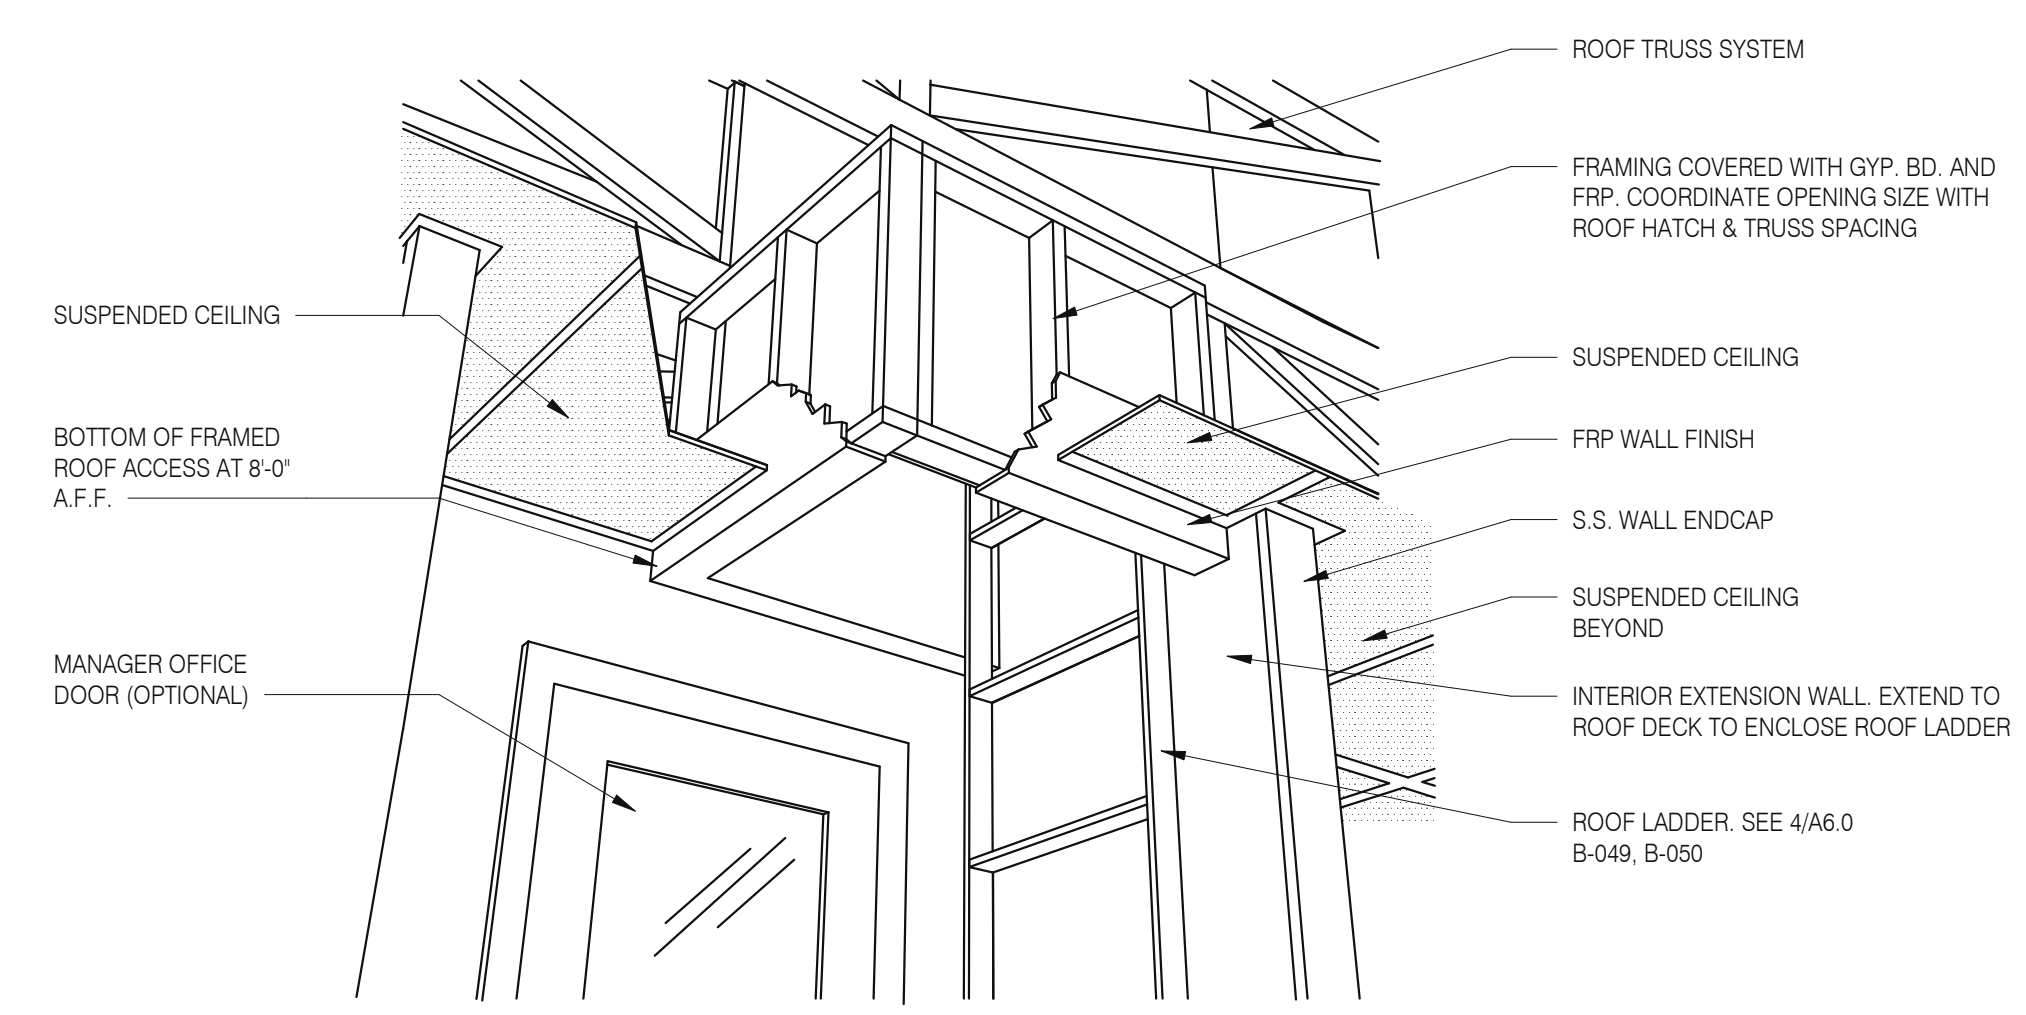 SUSPENDED CEILING
BOTTOM OF FRAMED
ROOF ACCESS AT 8'-0"
A.F.F.
MANAGER OFFICE
DOOR (OPTIONAL)
ROOF TRUSS SYSTEM
FRAMING COVERED WITH GYP. BD. AND
FRP. COORDINATE OPENING SIZE WITH
ROOF HATCH & TRUSS SPACING
SUSPENDED CEILING
FRP WALL FINISH
S.S. WALL ENDCAP
SUSPENDED CEILING
BEYOND
INTERIOR EXTENSION WALL. EXTEND TO
ROOF DECK TO ENCLOSE ROOF LADDER
ROOF LADDER. SEE 4/A6.0
B-049, B-050